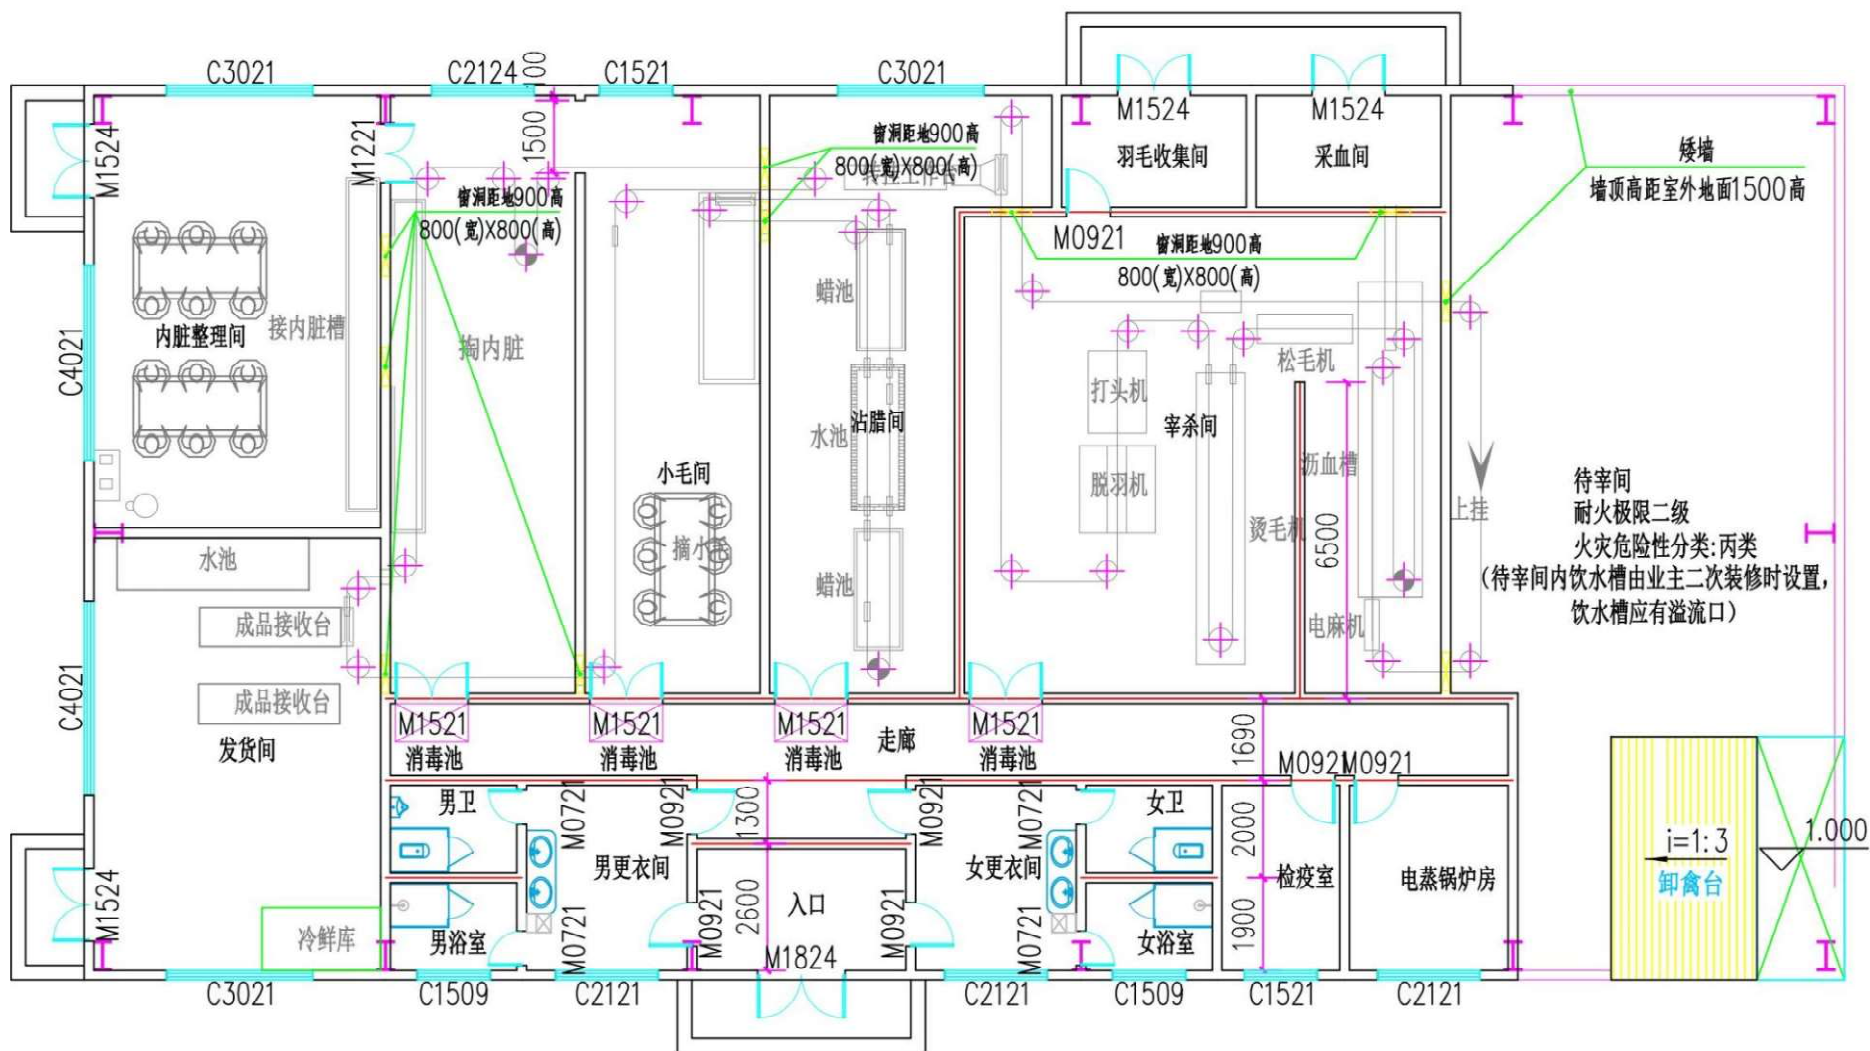 C3021
C2124
100
C1521
C3021
M1524
M1221
1500
窗洞距地900高
800(宽)X800(高)
转挂工作台
M1524
M1524
羽毛收集间
采血间
矮墙
墙顶高距室外地面1500高
窗洞距地900高
800(宽)X800(高)
M0921
窗洞距地900高
800(宽)X800(高)
C4021
内脏整理间
接内脏槽
掏内脏
蜡池
松毛机
打头机
沾腊间
水池
宰杀间
小毛间
脱羽机
沥血槽
上挂
摘小毛
烫毛机
6500
待宰间
耐火极限二级
火灾危险性分类:丙类
(待宰间内饮水槽由业主二次装修时设置,
饮水槽应有溢流口)
水池
蜡池
成品接收台
电麻机
C4021
成品接收台
发货间
M1521
M1521
M1521
M1521
消毒池
消毒池
消毒池
走廊
消毒池
1690
M0921
M0921
男卫
M0721
M0921
1300
M0921
M0721
女卫
2000
i=1:3
1.000
卸禽台
男更衣间
女更衣间
检疫室
电蒸锅炉房
M1524
冷鲜库
男浴室
M0721
M0921
2600
入口
M1824
M0921
M0721
女浴室
1900
C3021
C1509
C2121
C2121
C1509
C1521
C2121